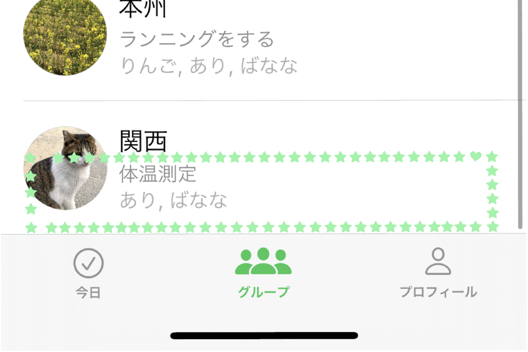 本州
ランニングをする
りんご, あり, ばなな
関西
体温測定
あり, ばなな
今日
グループ
プロフィール